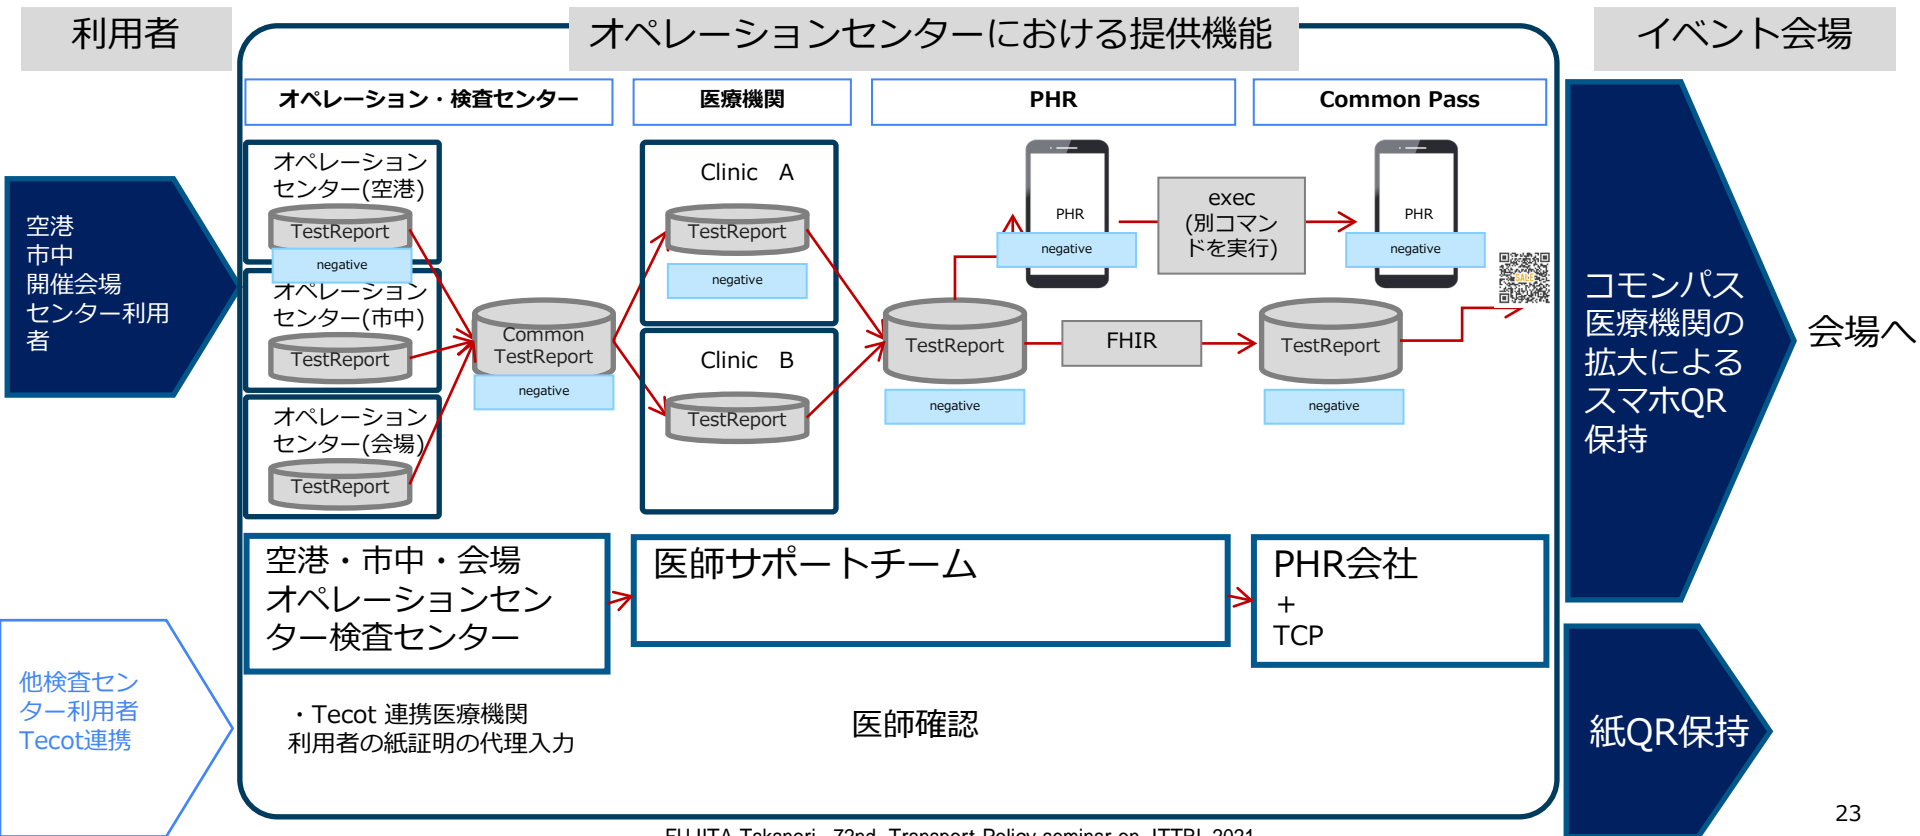 利用者
オペレーションセンターにおける提供機能
イベント会場
オペレーション・検査センター
医療機関
PHR
Common Pass
オペレーション
センター(空港)
TestReport
negative
オペレーション
センター(市中)
TestReport
オペレーション
センター(会場)
TestReport
Common
TestReport
negative
Clinic A
TestReport
negative
Clinic B
TestReport
PHR
negative
exec
(別コマン
ドを実行)
PHR
negative
SALE
TestReport
negative
FHIR
TestReport
negative
空港
市中
開催会場
センター利用
者
コモンパス
医療機関の
拡大による
スマホQR
保持
会場へ
空港・市中・会場
オペレーションセン
ター検査センター
医師サポートチーム
PHR会社
+
TCP
他検査セン
ター利用者
Tecot連携
・Tecot 連携医療機関
利用者の紙証明の代理入力
医師確認
紙QR保持
23